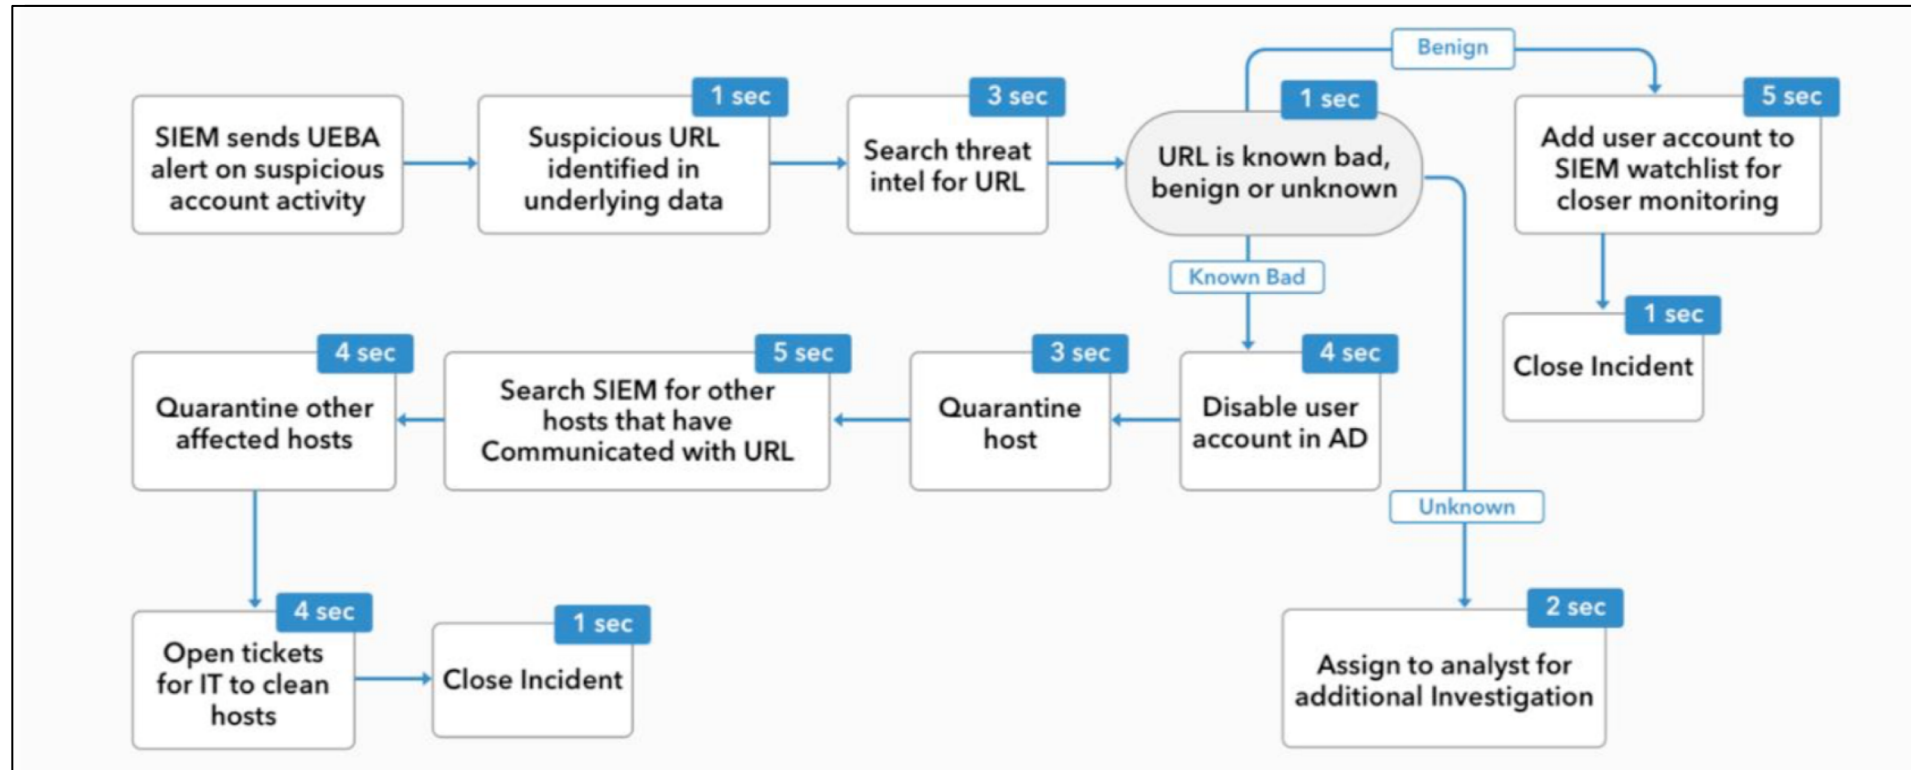 Benign
1 sec
3 sec
1 sec
5 sec
SIEM sends UEBA
alert on suspicious
account activity
Suspicious URL
identified in
underlying data
Search threat
intel for URL
URL is known bad,
benign or unknown
Add user account to
SIEM watchlist for
closer monitoring
Known Bad
1 sec
Close Incident
4 sec
5 sec
3 sec
4 sec
Quarantine other
affected hosts
Search SIEM for other
hosts that have
Communicated with URL
Quarantine
host
Disable user
account in AD
Unknown
4 sec
1 sec
2 sec
Open tickets
for IT to clean
hosts
Close Incident
Assign to analyst for
additional Investigation